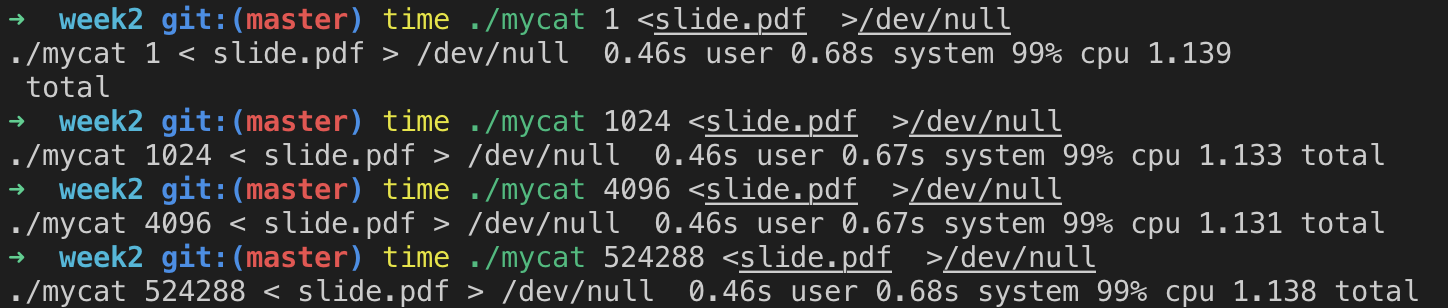 ➜  week2 git:(master) time ./mycat 1 <slide.pdf  >/dev/null
./mycat 1 < slide.pdf > /dev/null  0.46s user 0.68s system 99% cpu 1.139
 total
➜  week2 git:(master) time ./mycat 1024 <slide.pdf  >/dev/null
./mycat 1024 < slide.pdf > /dev/null  0.46s user 0.67s system 99% cpu 1.133 total
➜  week2 git:(master) time ./mycat 4096 <slide.pdf  >/dev/null
./mycat 4096 < slide.pdf > /dev/null  0.46s user 0.67s system 99% cpu 1.131 total
➜  week2 git:(master) time ./mycat 524288 <slide.pdf  >/dev/null
./mycat 524288 < slide.pdf > /dev/null  0.46s user 0.68s system 99% cpu 1.138 total